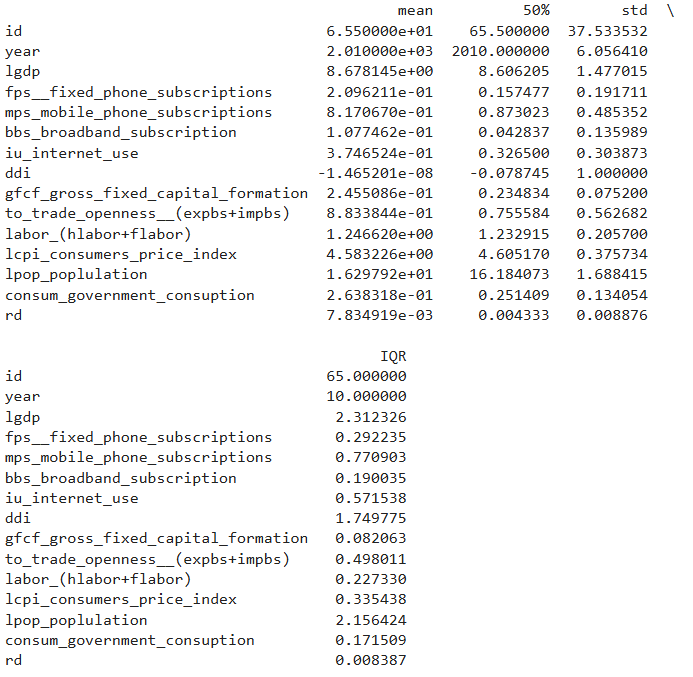 mean 50% std \
id 6.550000e+01 65.500000 37.533532
year 2.010000e+03 2010.000000 6.056410
lgdp 8.678145e+00 8.606205 1.477015
fps__fixed_phone_subscriptions 2.096211e-01 0.157477 0.191711
mps_mobile_phone_subscriptions 8.170670e-01 0.873023 0.485352
bbs_broadband_subscription 1.077462e-01 0.042837 0.135989
iu_internet_use 3.746524e-01 0.326500 0.303873
ddi -1.465201e-08 -0.078745 1.000000
gfcf_gross_fixed_capital_formation 2.455086e-01 0.234834 0.075200
to_trade_openness__(expbs+impbs) 8.833844e-01 0.755584 0.562682
labor_(hlabor+flabor) 1.246620e+00 1.232915 0.205700
lcpi_consumers_price_index 4.583226e+00 4.605170 0.375734
lpop_poplulation 1.629792e+01 16.184073 1.688415
consum_government_consuption 2.638318e-01 0.251409 0.134054
rd 7.834919e-03 0.004333 0.008876
IQR
id 65.000000
year 10.000000
lgdp 2.312326
fps__fixed_phone_subscriptions 0.292235
mps_mobile_phone_subscriptions 0.770903
bbs_broadband_subscription 0.190035
iu_internet_use 0.571538
ddi 1.749775
gfcf_gross_fixed_capital_formation 0.082063
to_trade_openness__(expbs+impbs) 0.498011
labor_(hlabor+flabor) 0.227330
lcpi_consumers_price_index 0.335438
lpop_poplulation 2.156424
consum_government_consuption 0.171509
rd 0.008387